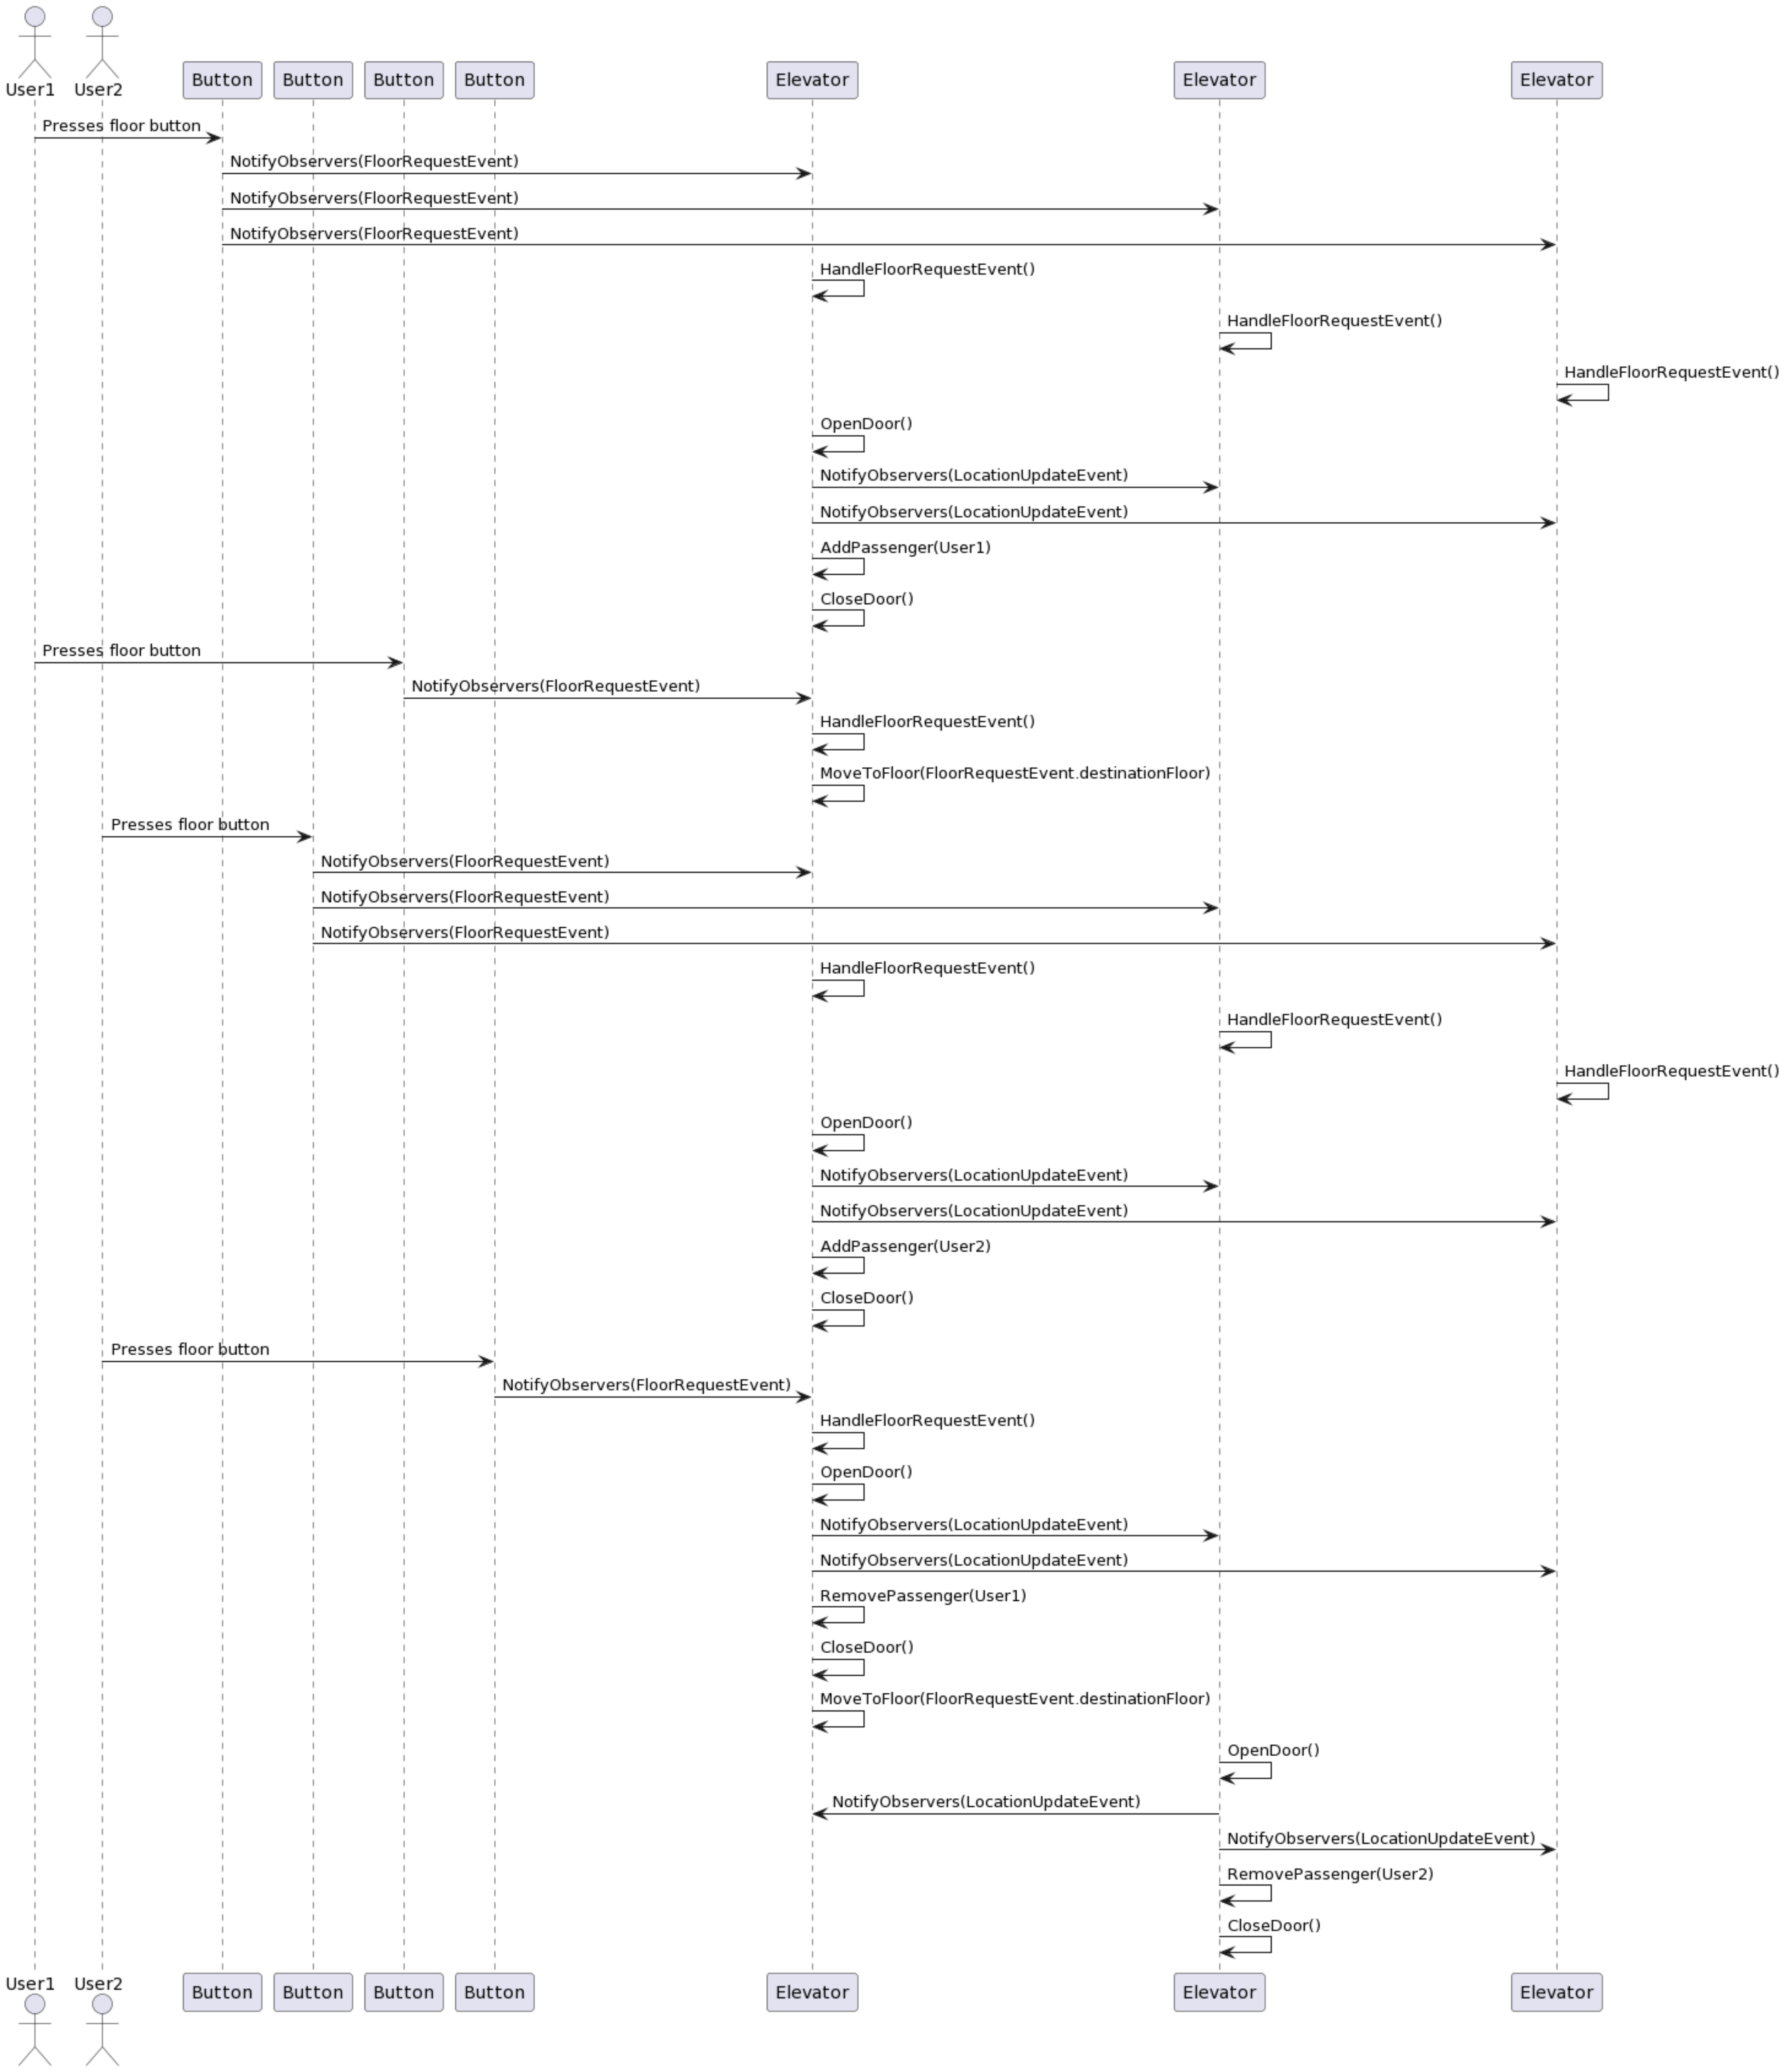 User1
User2
Button
Button
Button
Button
Elevator
Elevator
Elevator
Presses floor button
NotifyObservers(FloorRequestEvent)
NotifyObservers(FloorRequestEvent)
NotifyObservers(FloorRequestEvent)
HandleFloorRequestEvent()
HandleFloorRequestEvent()
HandleFloorRequestEvent()
OpenDoor()
NotifyObservers(LocationUpdateEvent)
NotifyObservers(LocationUpdateEvent)
AddPassenger(User1)
CloseDoor()
Presses floor button
NotifyObservers(FloorRequestEvent)
HandleFloorRequestEvent()
MoveToFloor(FloorRequestEvent.destinationFloor)
Presses floor button
NotifyObservers(FloorRequestEvent)
NotifyObservers(FloorRequestEvent)
NotifyObservers(FloorRequestEvent)
HandleFloorRequestEvent()
HandleFloorRequestEvent()
HandleFloorRequestEvent()
OpenDoor()
NotifyObservers(LocationUpdateEvent)
NotifyObservers(LocationUpdateEvent)
AddPassenger(User2)
CloseDoor()
Presses floor button
NotifyObservers(FloorRequestEvent)
HandleFloorRequestEvent()
OpenDoor()
NotifyObservers(LocationUpdateEvent)
NotifyObservers(LocationUpdateEvent)
RemovePassenger(User1)
CloseDoor()
MoveToFloor(FloorRequestEvent.destinationFloor)
OpenDoor()
NotifyObservers(LocationUpdateEvent)
NotifyObservers(LocationUpdateEvent)
RemovePassenger(User2)
CloseDoor()
User1
User2
Button
Button
Button
Button
Elevator
Elevator
Elevator